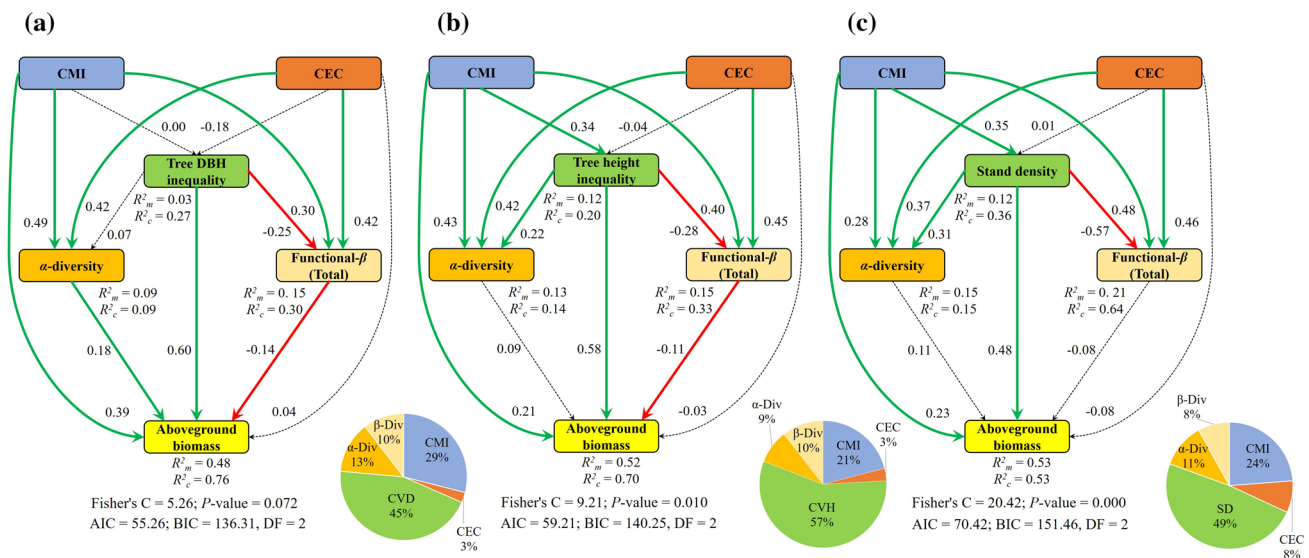 (a)
CMI
CEC
0.00
-0.18
Tree DBH
inequality
R²m = 0.03
R²c = 0.27
0.49
0.42
0.07
0.30
-0.25
0.42
α-diversity
Functional-β
(Total)
R²m = 0.09
R²c = 0.09
R²m = 0. 15
R²c = 0.30
0.18
0.60
-0.14
0.39
0.04
Aboveground
biomass
R²m = 0.48
R²c = 0.76
Fisher's C = 5.26; P-value = 0.072
AIC = 55.26; BIC = 136.31, DF = 2
β-Div
10%
α-Div
13%
CMI
29%
CVD
45%
CEC
3%
(b)
CMI
CEC
0.34
-0.04
Tree height
inequality
R²m = 0.12
R²c = 0.20
0.43
0.42
0.22
0.40
-0.28
0.45
α-diversity
Functional-β
(Total)
R²m = 0.13
R²c = 0.14
R²m = 0.15
R²c = 0.33
0.09
0.58
-0.11
0.21
-0.03
Aboveground
biomass
R²m = 0.52
R²c = 0.70
Fisher's C = 9.21; P-value = 0.010
AIC = 59.21; BIC = 140.25, DF = 2
α-Div
9%
β-Div
10%
CMI
21%
CEC
3%
CVH
57%
(c)
CMI
CEC
0.35
0.01
Stand density
R²m = 0.12
R²c = 0.36
0.28
0.37
0.31
0.48
-0.57
0.46
α-diversity
Functional-β
(Total)
R²m = 0.15
R²c = 0.15
R²m = 0. 21
R²c = 0.64
0.11
0.48
-0.08
0.23
-0.08
Aboveground
biomass
R²m = 0.53
R²c = 0.53
Fisher's C = 20.42; P-value = 0.000
AIC = 70.42; BIC = 151.46, DF = 2
β-Div
8%
α-Div
11%
CMI
24%
SD
49%
CEC
8%